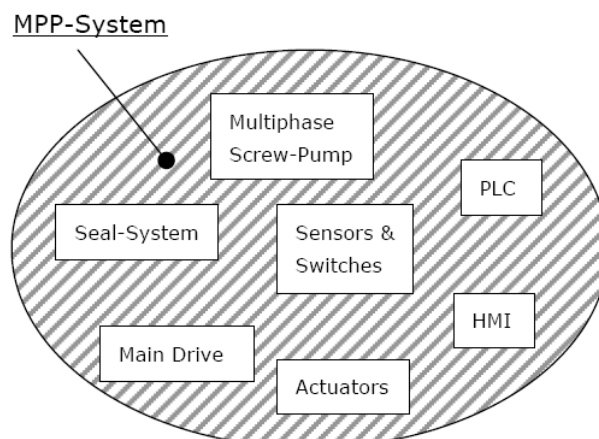 MPP-System
Multiphase
Screw-Pump
PLC
Seal-System
Sensors &
Switches
HMI
Main Drive
Actuators